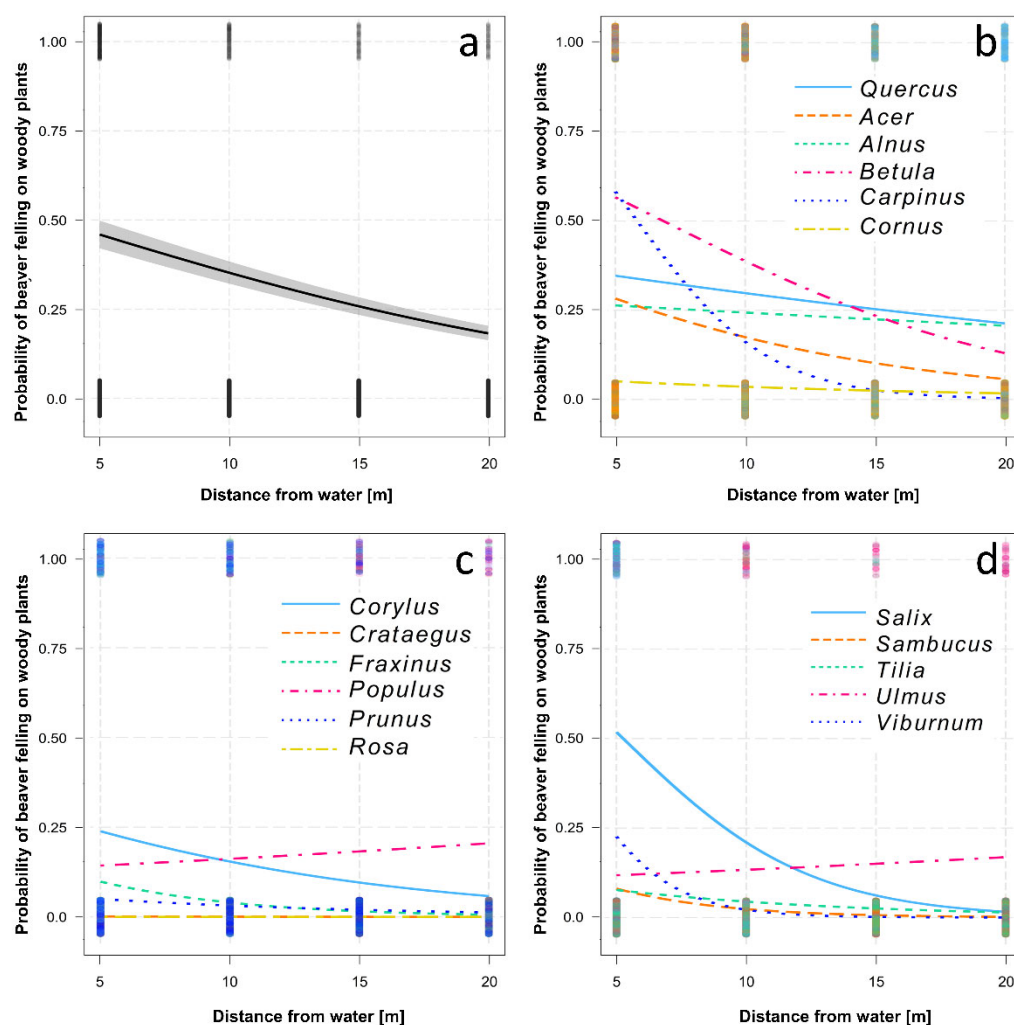 a
Probability of beaver felling on woody plants
1.00
0.75
0.50
0.25
0.0
5 10 15 20
Distance from water [m]
b
Probability of beaver felling on woody plants
1.00
0.75
0.50
0.25
0.0
Quercus
Acer
Alnus
Betula
Carpinus
Cornus
5 10 15 20
Distance from water [m]
c
Probability of beaver felling on woody plants
1.00
0.75
0.50
0.25
0.0
Corylus
Crataegus
Fraxinus
Populus
Prunus
Rosa
5 10 15 20
Distance from water [m]
d
Probability of beaver felling on woody plants
1.00
0.75
0.50
0.25
0.0
Salix
Sambucus
Tilia
Ulmus
Viburnum
5 10 15 20
Distance from water [m]